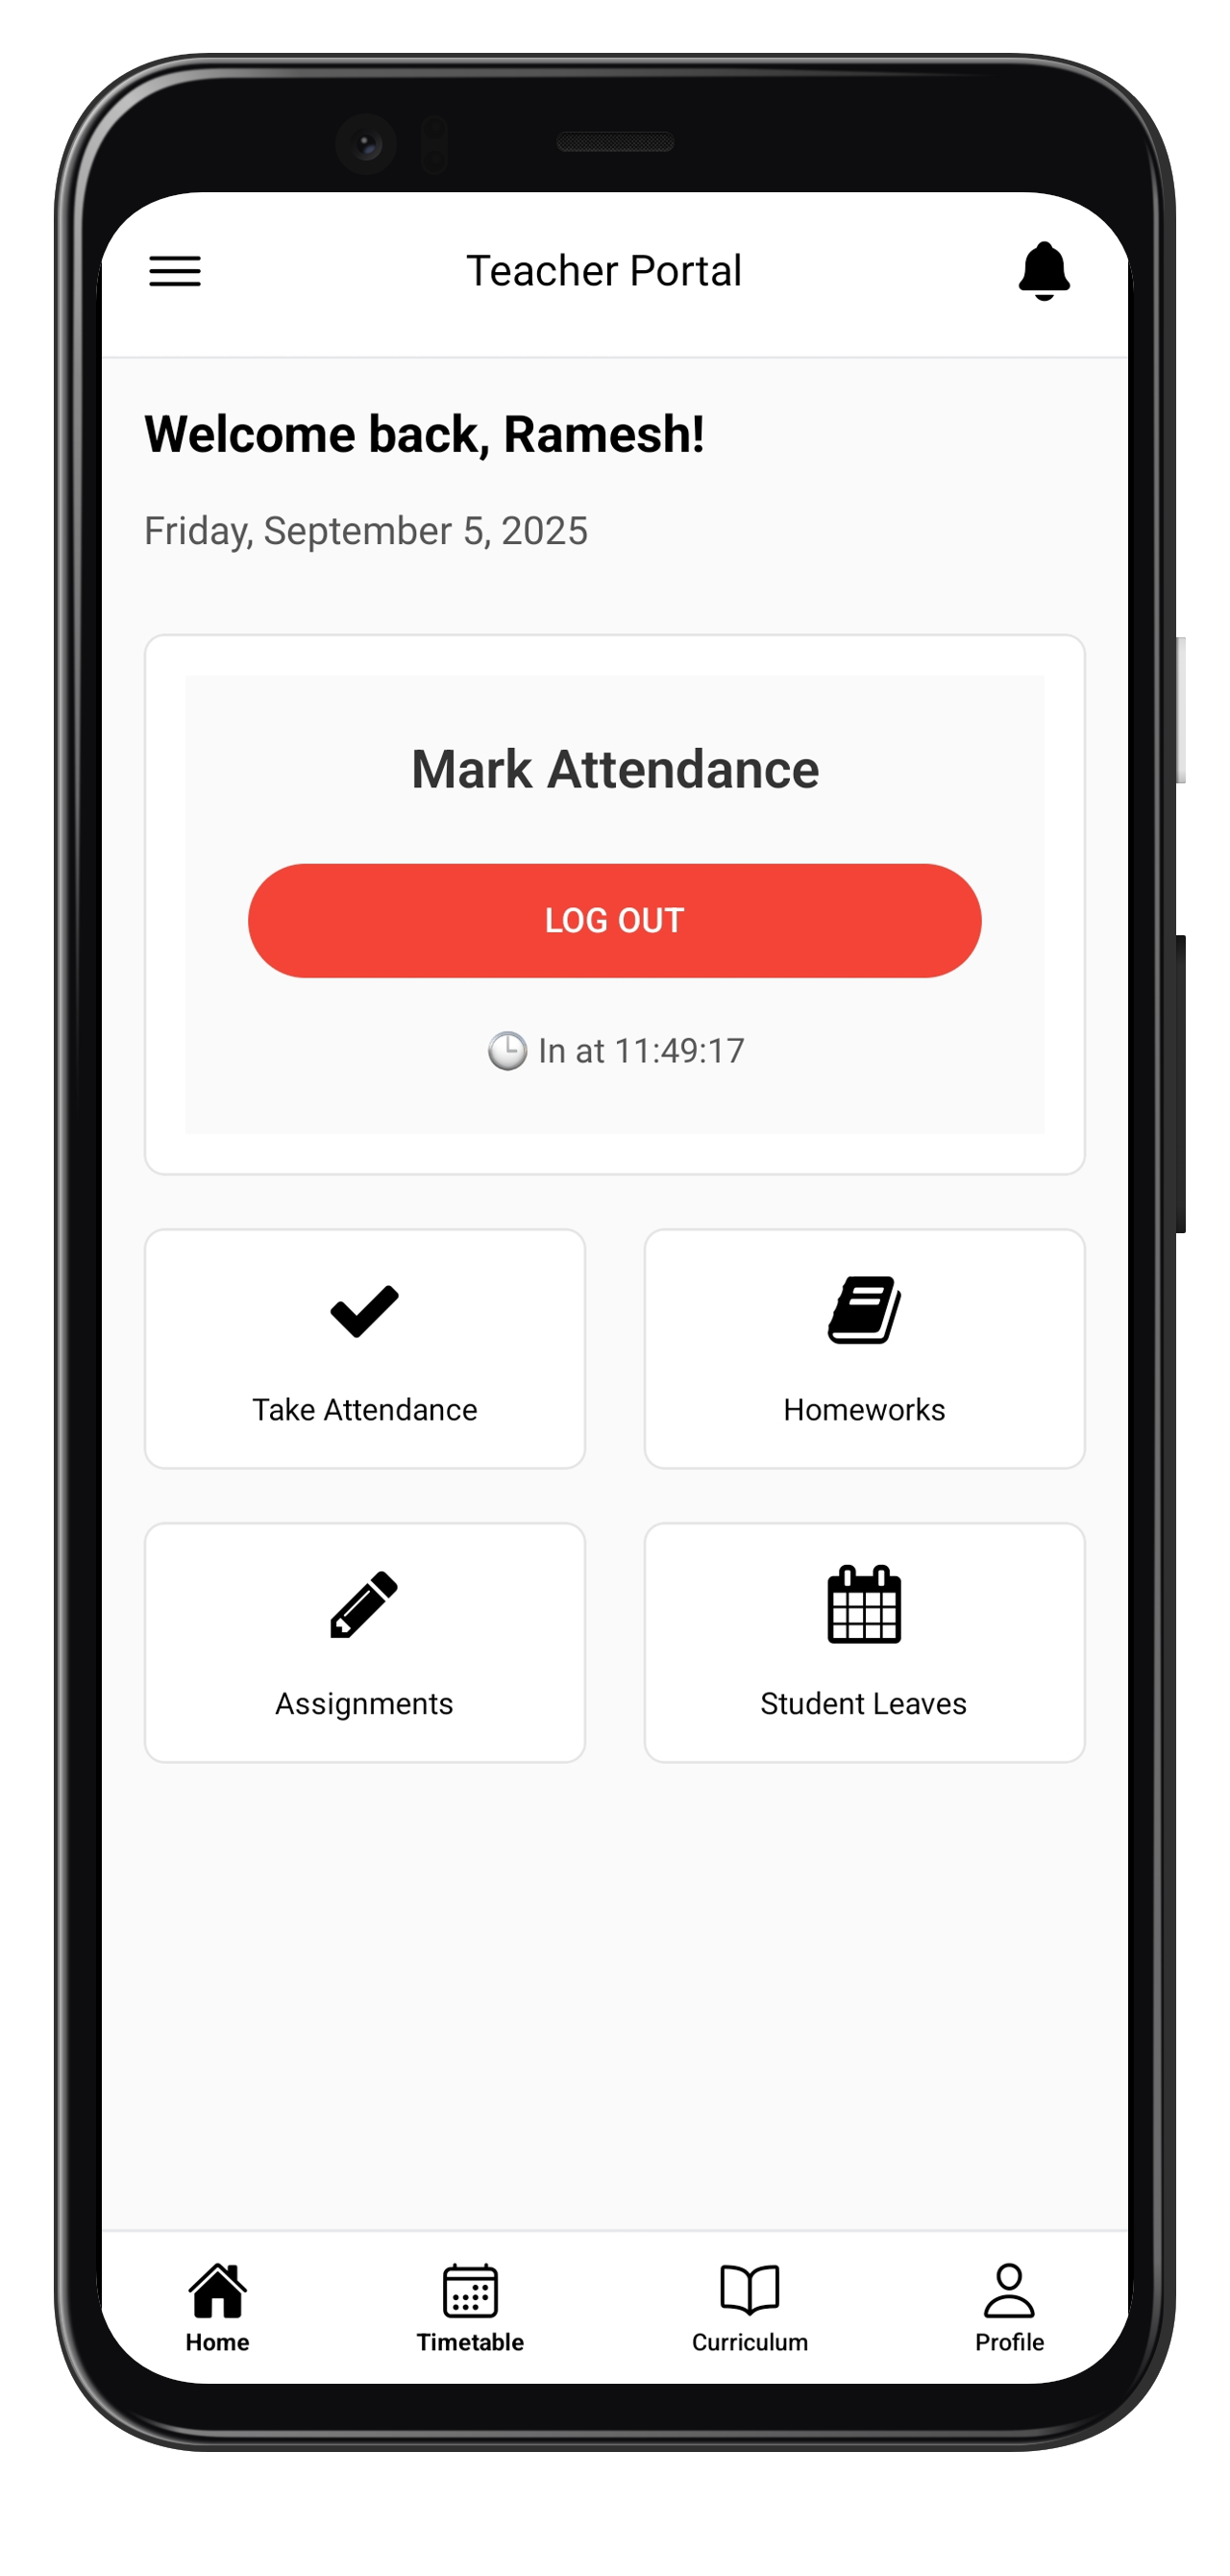 Teacher Portal
Welcome back, Ramesh!
Friday, September 5, 2025
Mark Attendance
LOG OUT
🕒 In at 11:49:17
Take Attendance
Homeworks
Assignments
Student Leaves
Home
Timetable
Curriculum
Profile